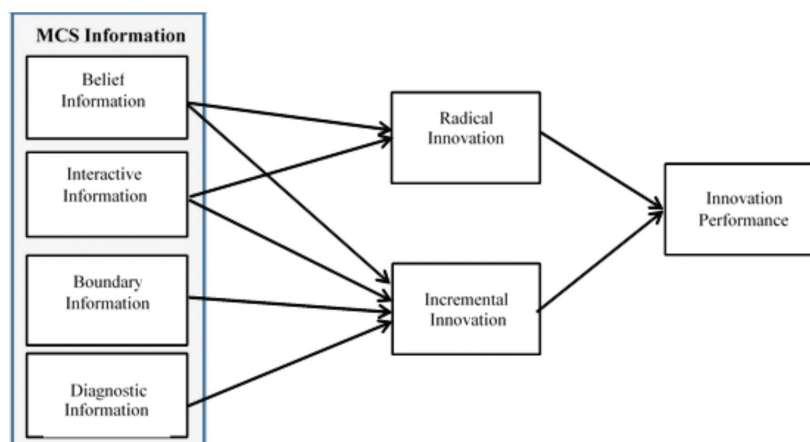 MCS Information
Belief
Information
Interactive
Information
Boundary
Information
Diagnostic
Information
Radical
Innovation
Incremental
Innovation
Innovation
Performance